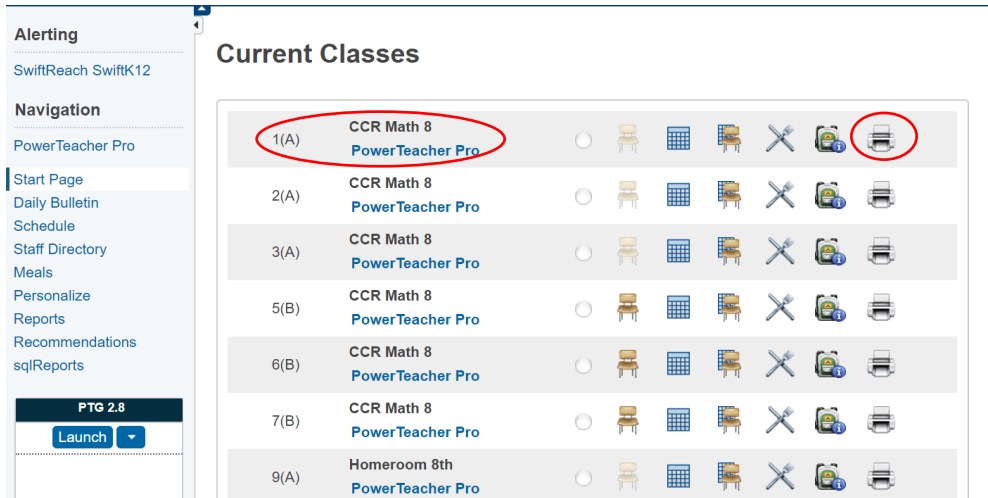 Alerting
SwiftReach SwiftK12
Navigation
PowerTeacher Pro
Start Page
Daily Bulletin
Schedule
Staff Directory
Meals
Personalize
Reports
Recommendations
sqlReports
PTG 2.8
Launch
Current Classes
1(A) CCR Math 8
PowerTeacher Pro
2(A) CCR Math 8
PowerTeacher Pro
3(A) CCR Math 8
PowerTeacher Pro
5(B) CCR Math 8
PowerTeacher Pro
6(B) CCR Math 8
PowerTeacher Pro
7(B) CCR Math 8
PowerTeacher Pro
9(A) Homeroom 8th
PowerTeacher Pro